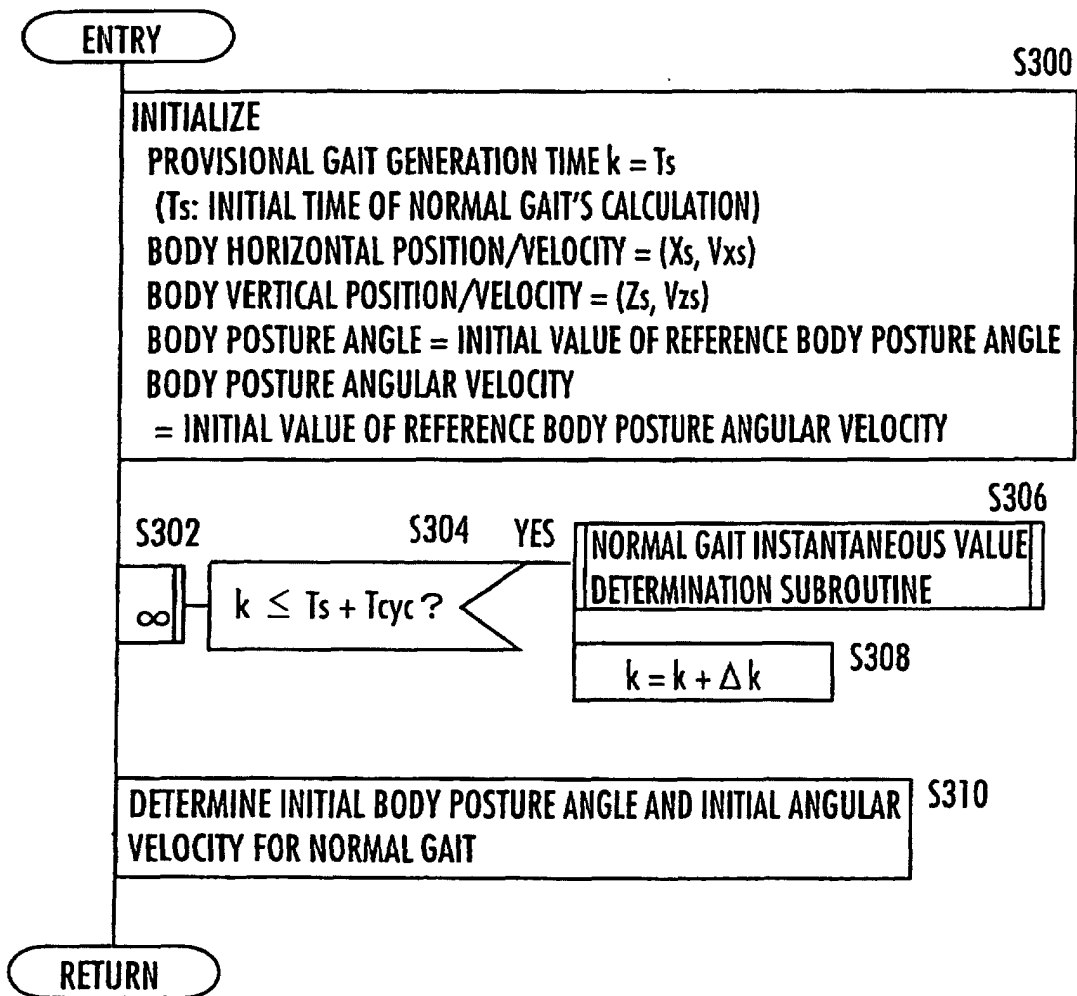 ENTRY
S300
INITIALIZE
PROVISIONAL GAIT GENERATION TIME k = Ts
(Ts: INITIAL TIME OF NORMAL GAIT'S CALCULATION)
BODY HORIZONTAL POSITION/VELOCITY = (Xs, Vxs)
BODY VERTICAL POSITION/VELOCITY = (Zs, Vzs)
BODY POSTURE ANGLE = INITIAL VALUE OF REFERENCE BODY POSTURE ANGLE
BODY POSTURE ANGULAR VELOCITY
= INITIAL VALUE OF REFERENCE BODY POSTURE ANGULAR VELOCITY
S302
∞
S304
k ≤ Ts + Tcyc ?
YES
S306
NORMAL GAIT INSTANTANEOUS VALUE
DETERMINATION SUBROUTINE
k = k + Δ k
S308
DETERMINE INITIAL BODY POSTURE ANGLE AND INITIAL ANGULAR
VELOCITY FOR NORMAL GAIT
S310
RETURN